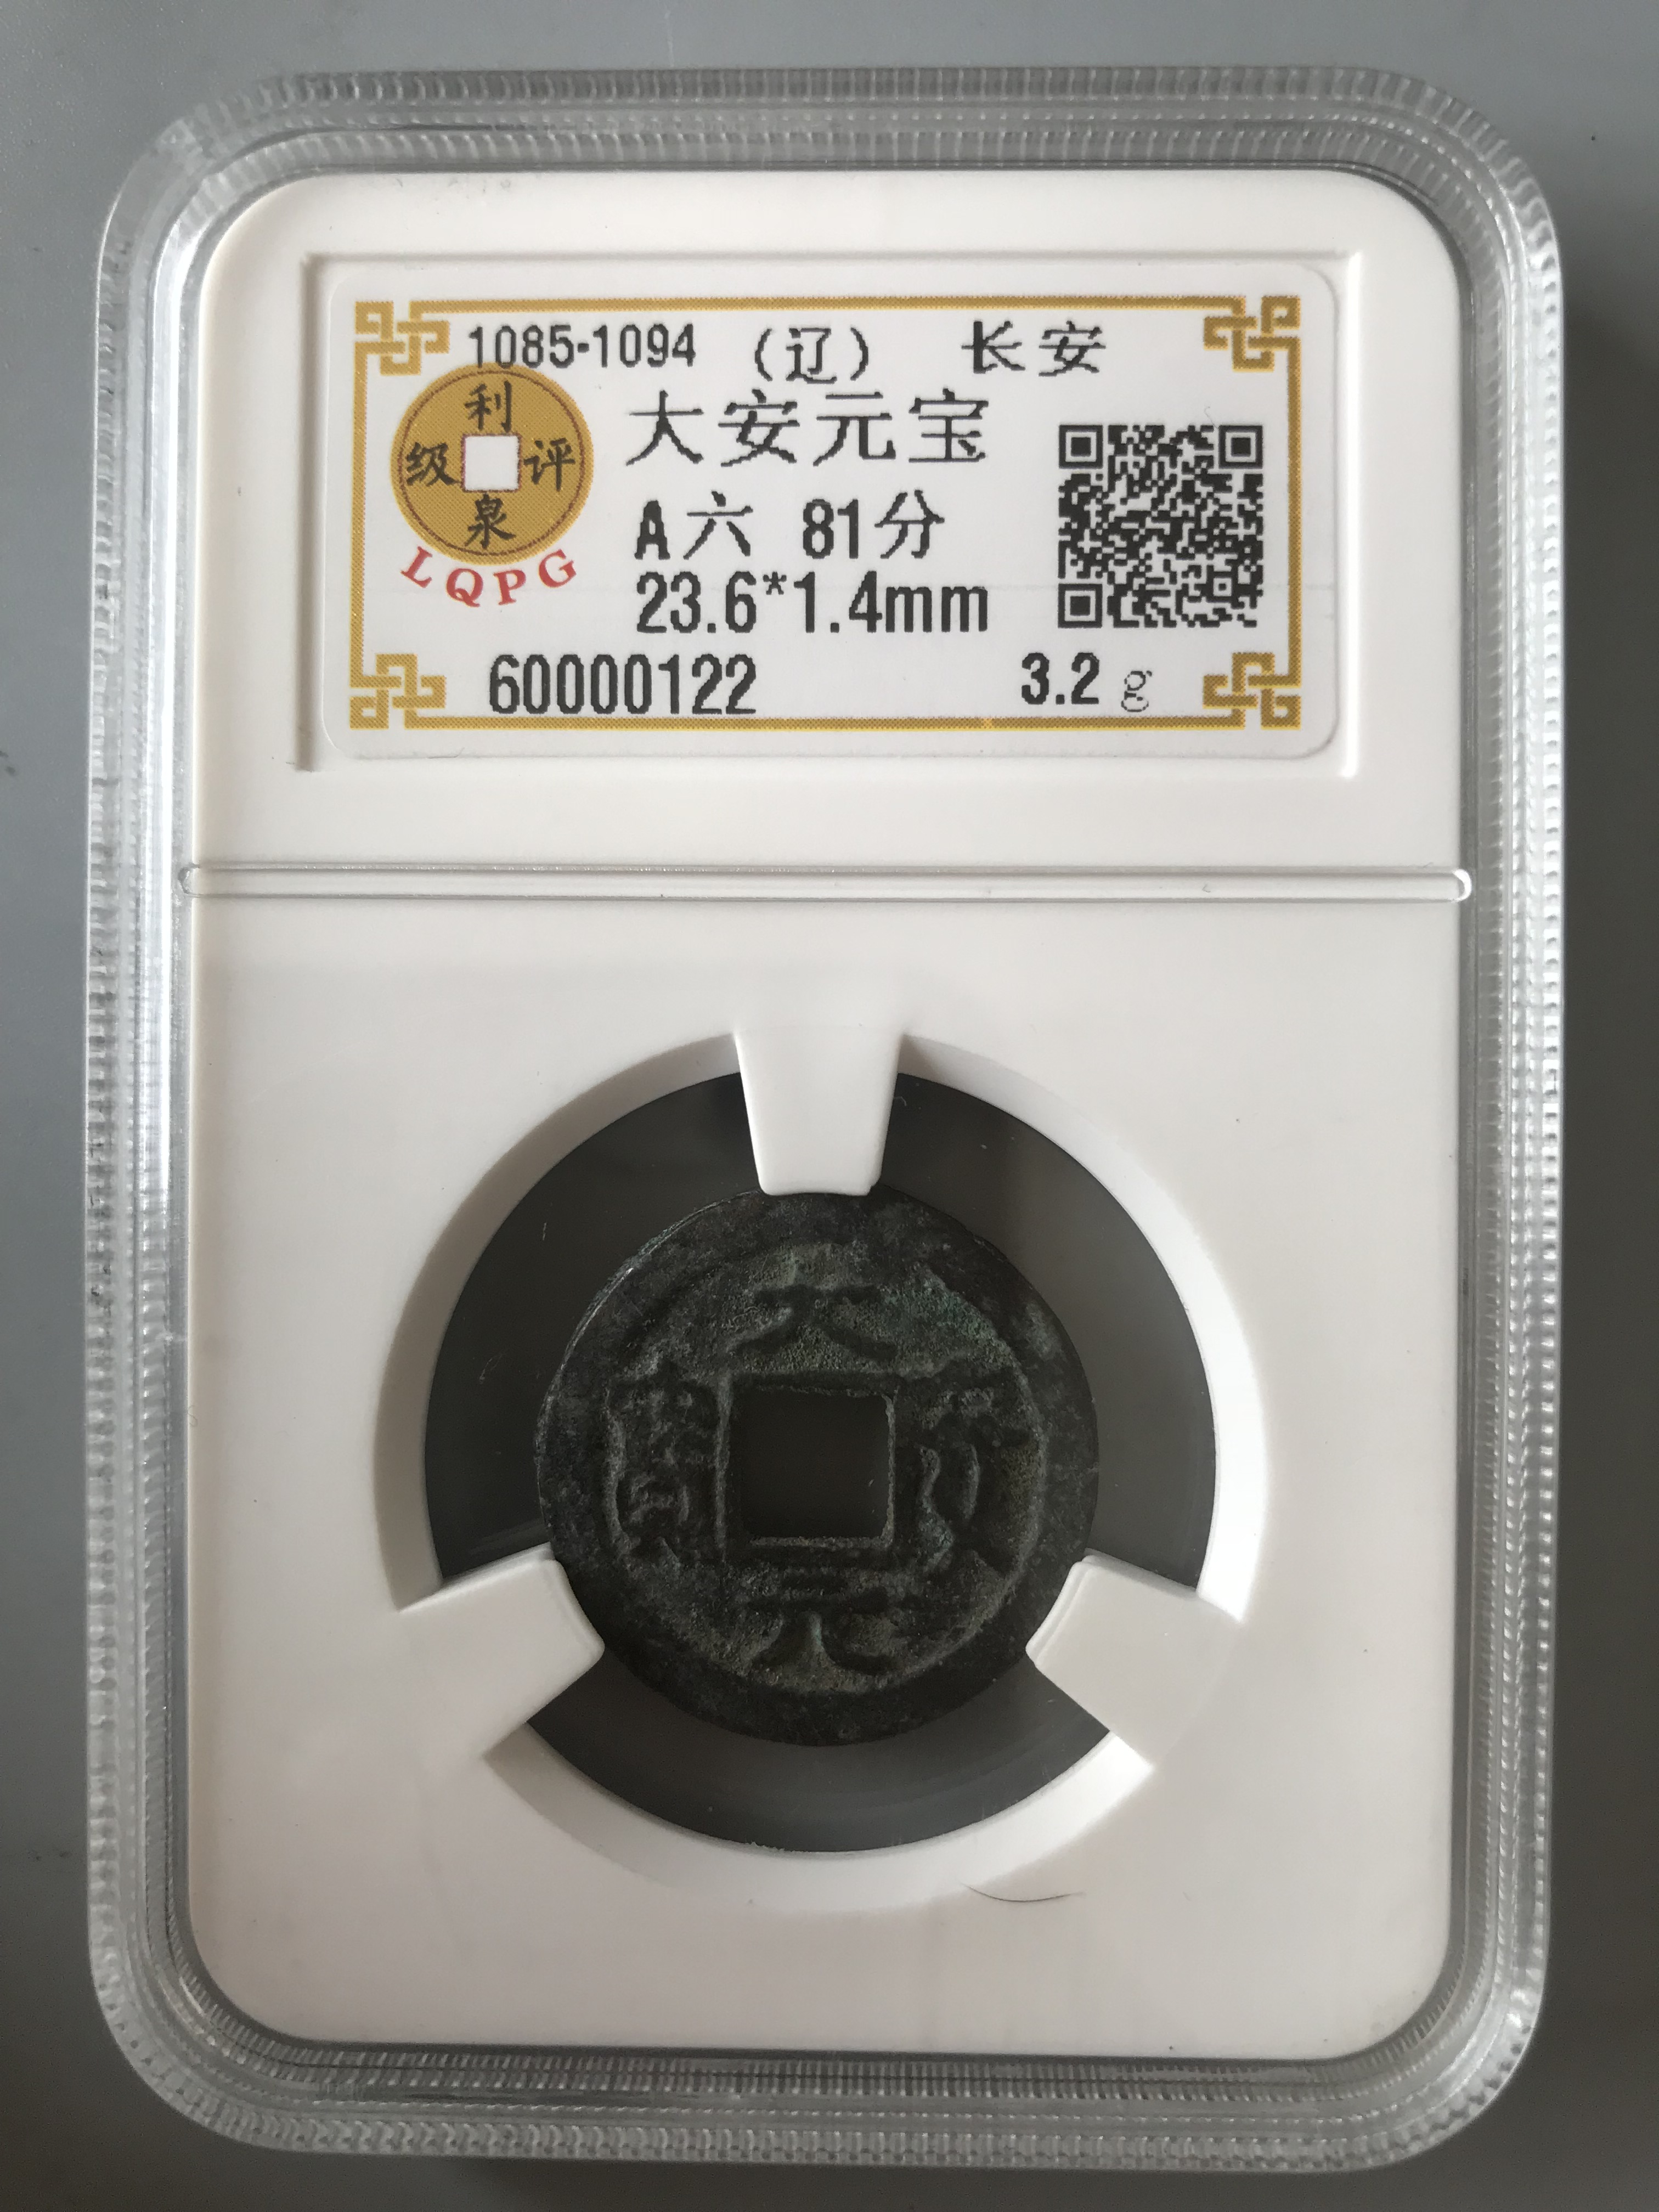 1085-1094 (辽) 长安
利泉评级
LQPG
大安元宝
A六 81分
23.6*1.4mm
60000122 3.2g
大安元寶